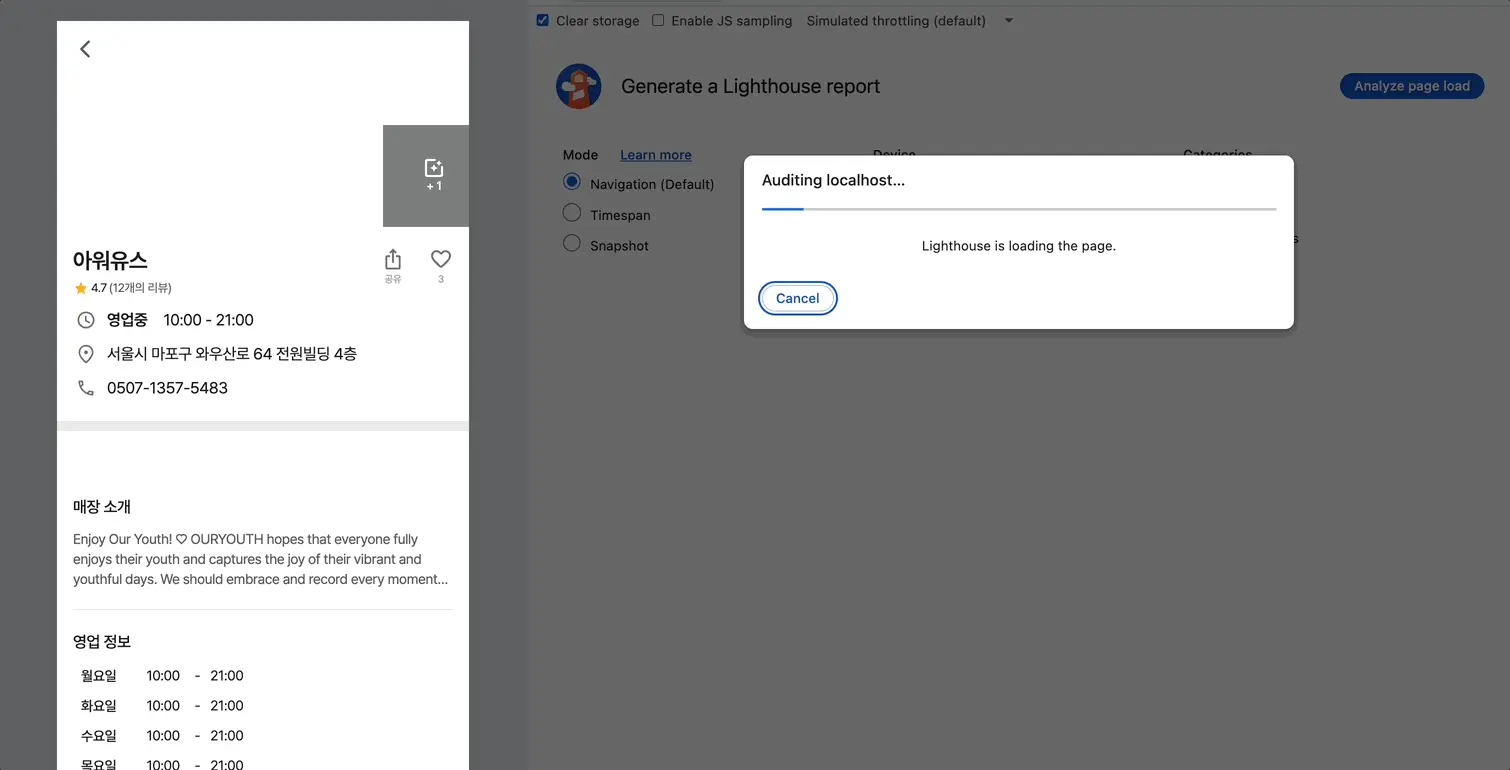 + 1
아워유스
공유
3
4.7 (12개의 리뷰)
영업중 10:00 - 21:00
서울시 마포구 와우산로 64 전원빌딩 4층
0507-1357-5483
매장 소개
Enjoy Our Youth! ♡ OURYOUTH hopes that everyone fully
enjoys their youth and captures the joy of their vibrant and
youthful days. We should embrace and record every moment...
영업 정보
월요일 10:00 - 21:00
화요일 10:00 - 21:00
수요일 10:00 - 21:00
목요일 10:00 - 21:00
Clear storage Enable JS sampling Simulated throttling (default)
Generate a Lighthouse report
Analyze page load
Mode Learn more
Device
Categories
Navigation (Default)
Timespan
Snapshot
Auditing localhost...
Lighthouse is loading the page.
Cancel